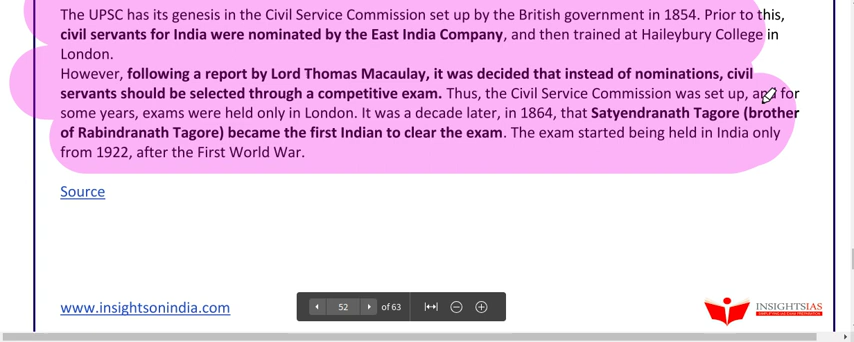 The UPSC has its genesis in the Civil Service Commission set up by the British government in 1854. Prior to this,
civil servants for India were nominated by the East India Company, and then trained at Haileybury College in
London.
However, following a report by Lord Thomas Macaulay, it was decided that instead of nominations, civil
servants should be selected through a competitive exam. Thus, the Civil Service Commission was set up, and for
some years, exams were held only in London. It was a decade later, in 1864, that Satyendranath Tagore (brother
of Rabindranath Tagore) became the first Indian to clear the exam. The exam started being held in India only
from 1922, after the First World War.
Source
www.insightsonindia.com
52 of 63
INSIGHTSIAS